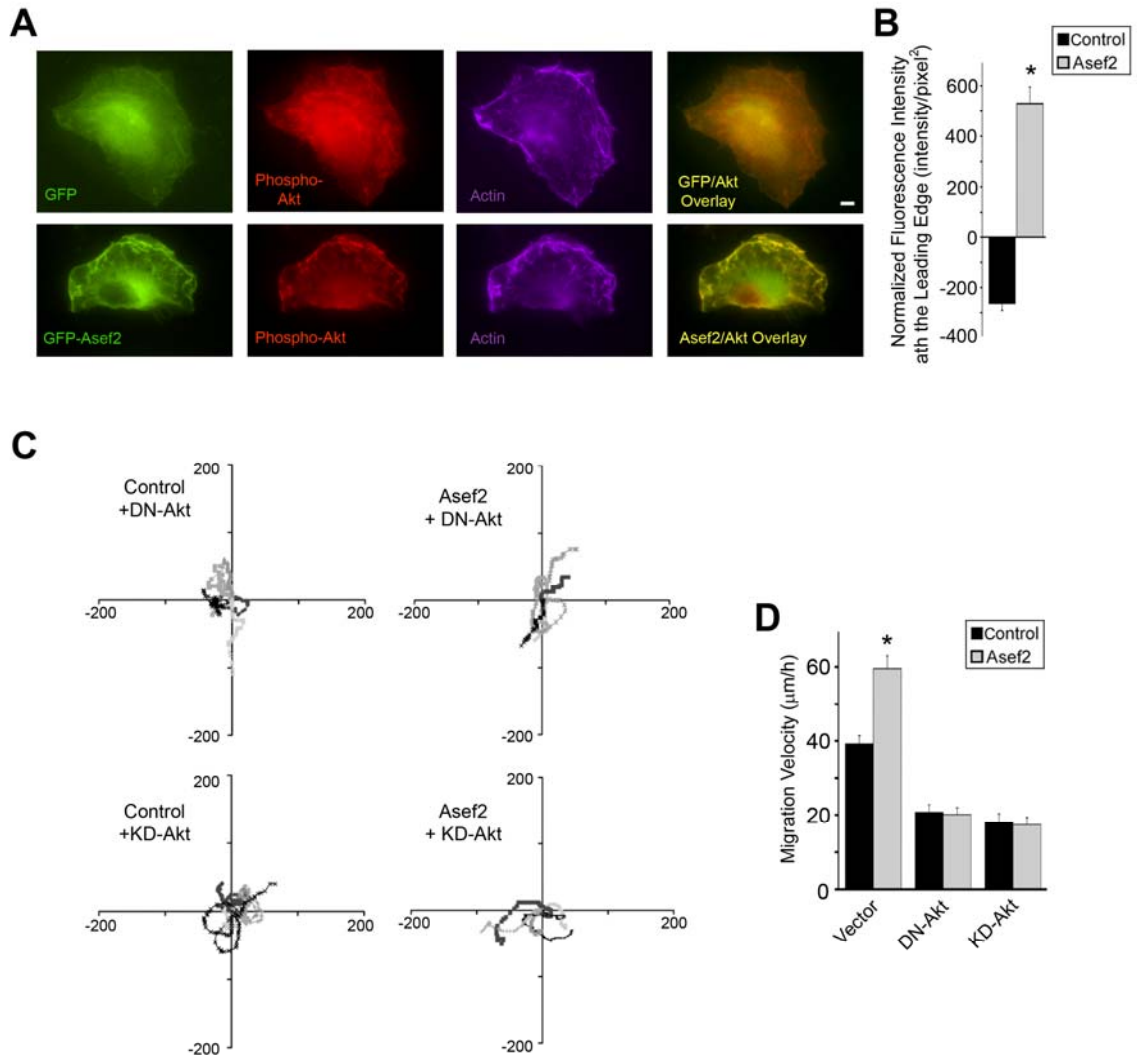 A
GFP
Phospho-
Akt
Actin
GFP/Akt
Overlay
GFP-Asef2
Phospho-Akt
Actin
Asef2/Akt Overlay
B
Control
Asef2
Normalized Fluorescence Intensity
ath the Leading Edge (intensity/pixel2)
600
400
200
0
-200
-400
*
C
Control
+DN-Akt
200
-200
200
-200
Asef2
+ DN-Akt
200
-200
200
-200
Control
+KD-Akt
200
-200
200
-200
Asef2
+ KD-Akt
200
-200
200
-200
D
Control
Asef2
Migration Velocity (μm/h)
60
40
20
0
*
Vector
DN-Akt
KD-Akt